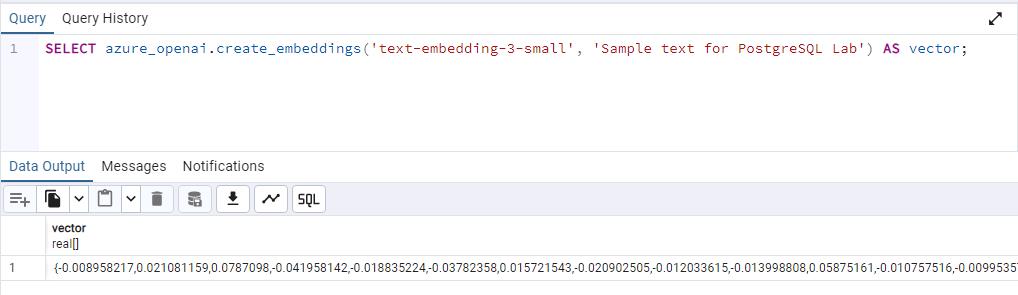 Query Query History
1 SELECT azure_openai.create_embeddings('text-embedding-3-small', 'Sample text for PostgreSQL Lab') AS vector;
Data Output Messages Notifications
SQL
vector
real[]
1 {-0.008958217,0.021081159,0.0787098,-0.041958142,-0.018835224,-0.03782358,0.015721543,-0.020902505,-0.012033615,-0.013998808,0.05875161,-0.010757516,-0.0099535